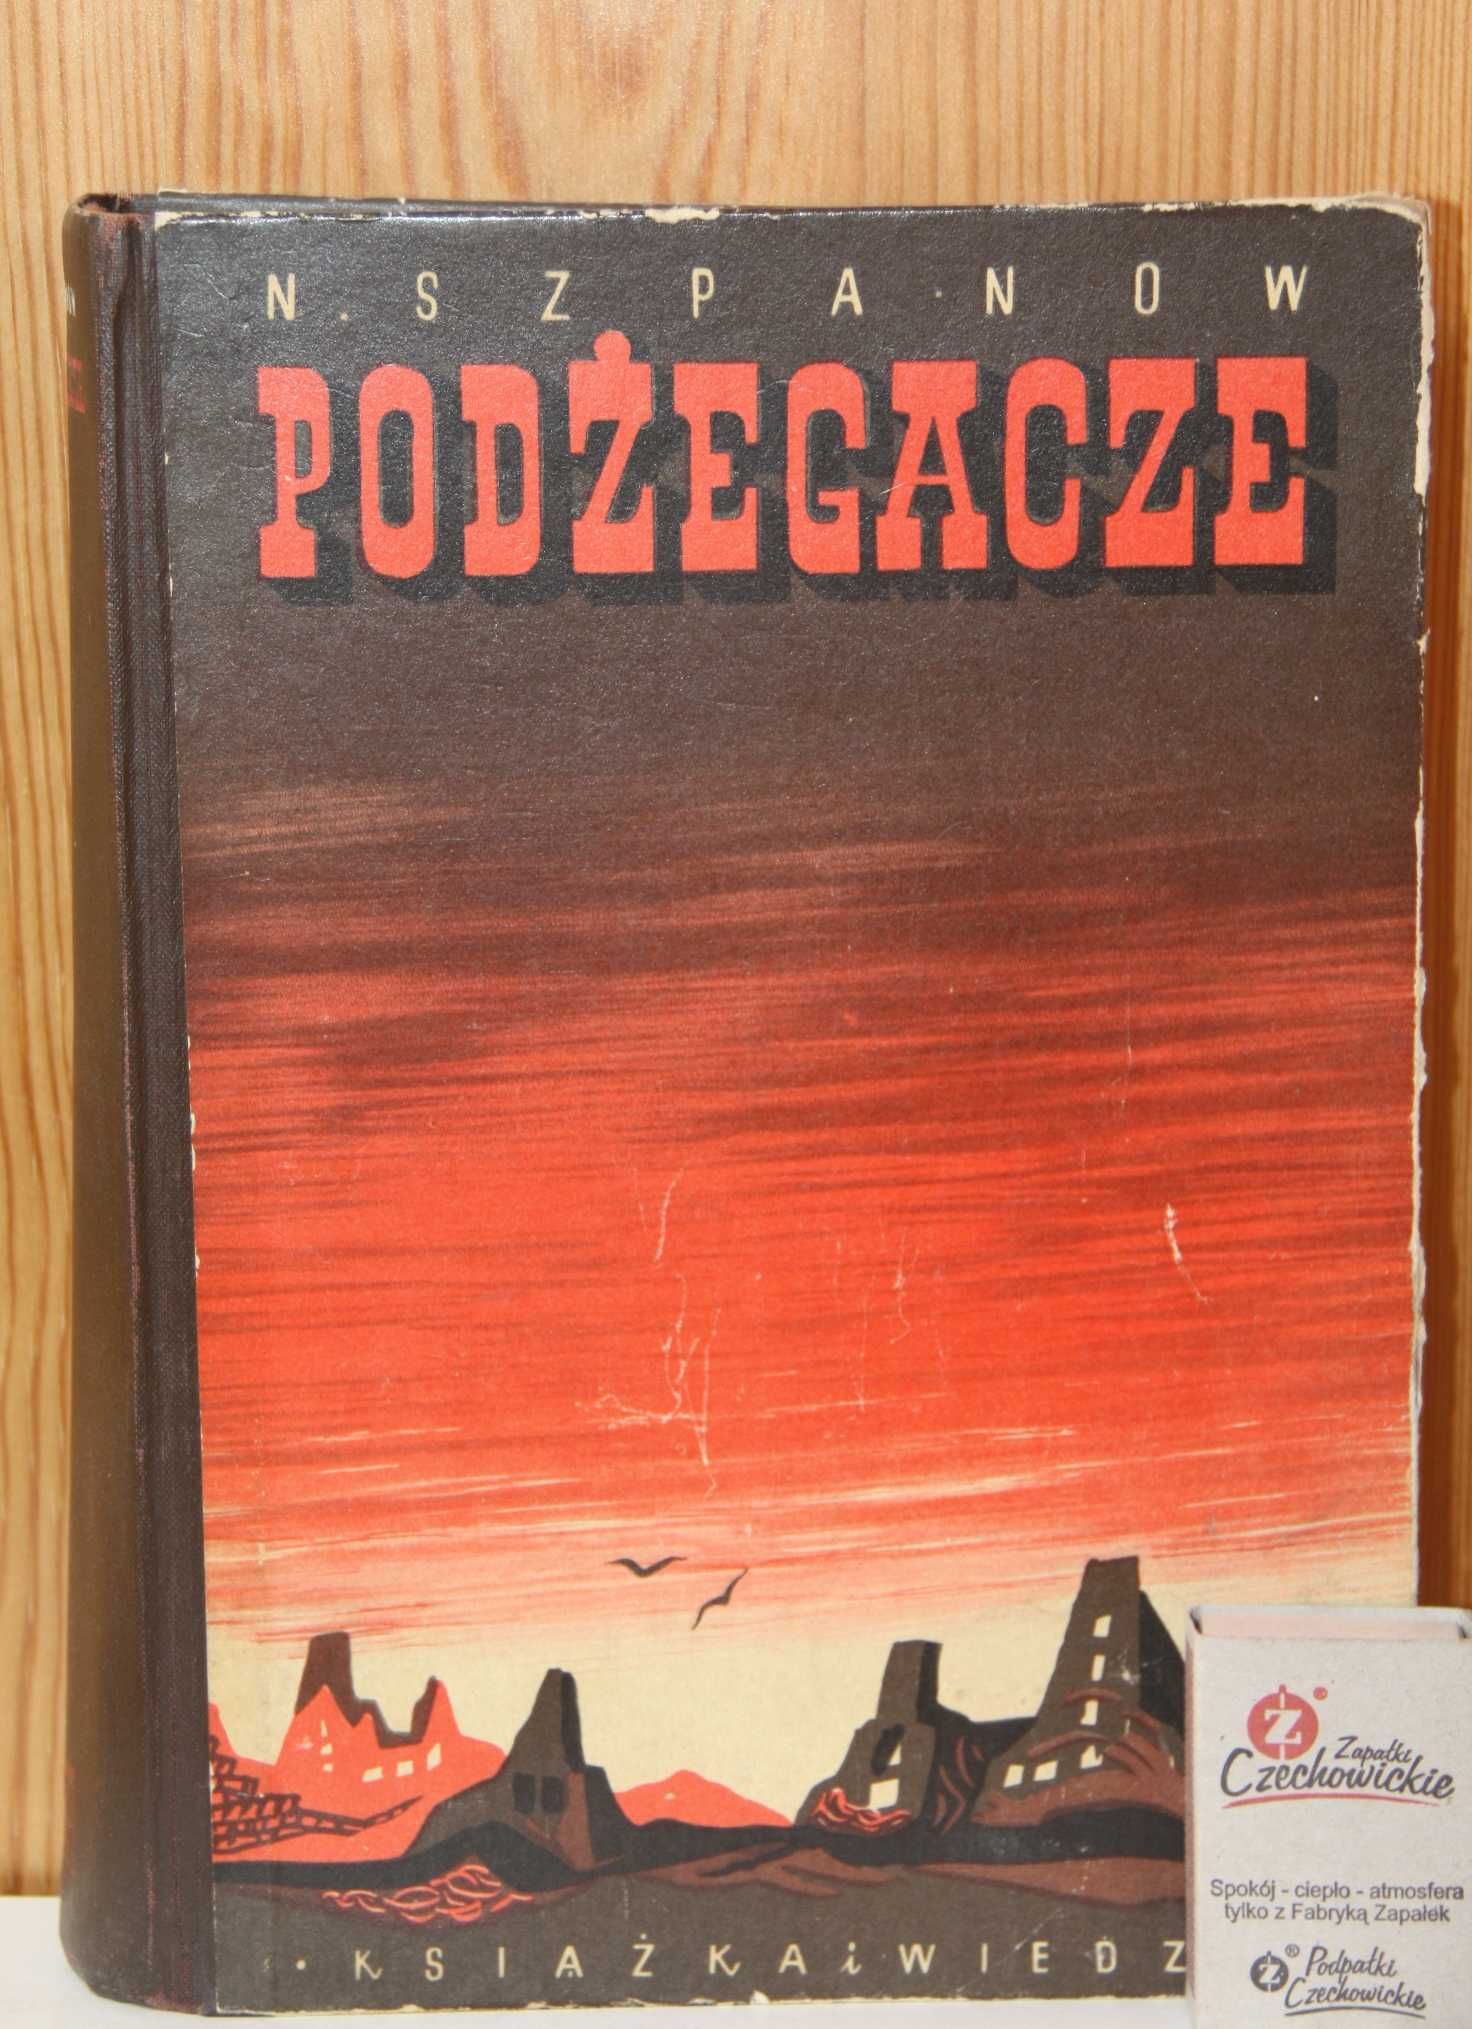 N. SZPANOW
PODŻEGACZE
• KSIĄŻKA i WIEDZ
Z ®
Zapałki
Czechowickie
Spokój - ciepło - atmosfera
tylko z Fabryką Zapałek
Z ® Podpałki
Czechowickie